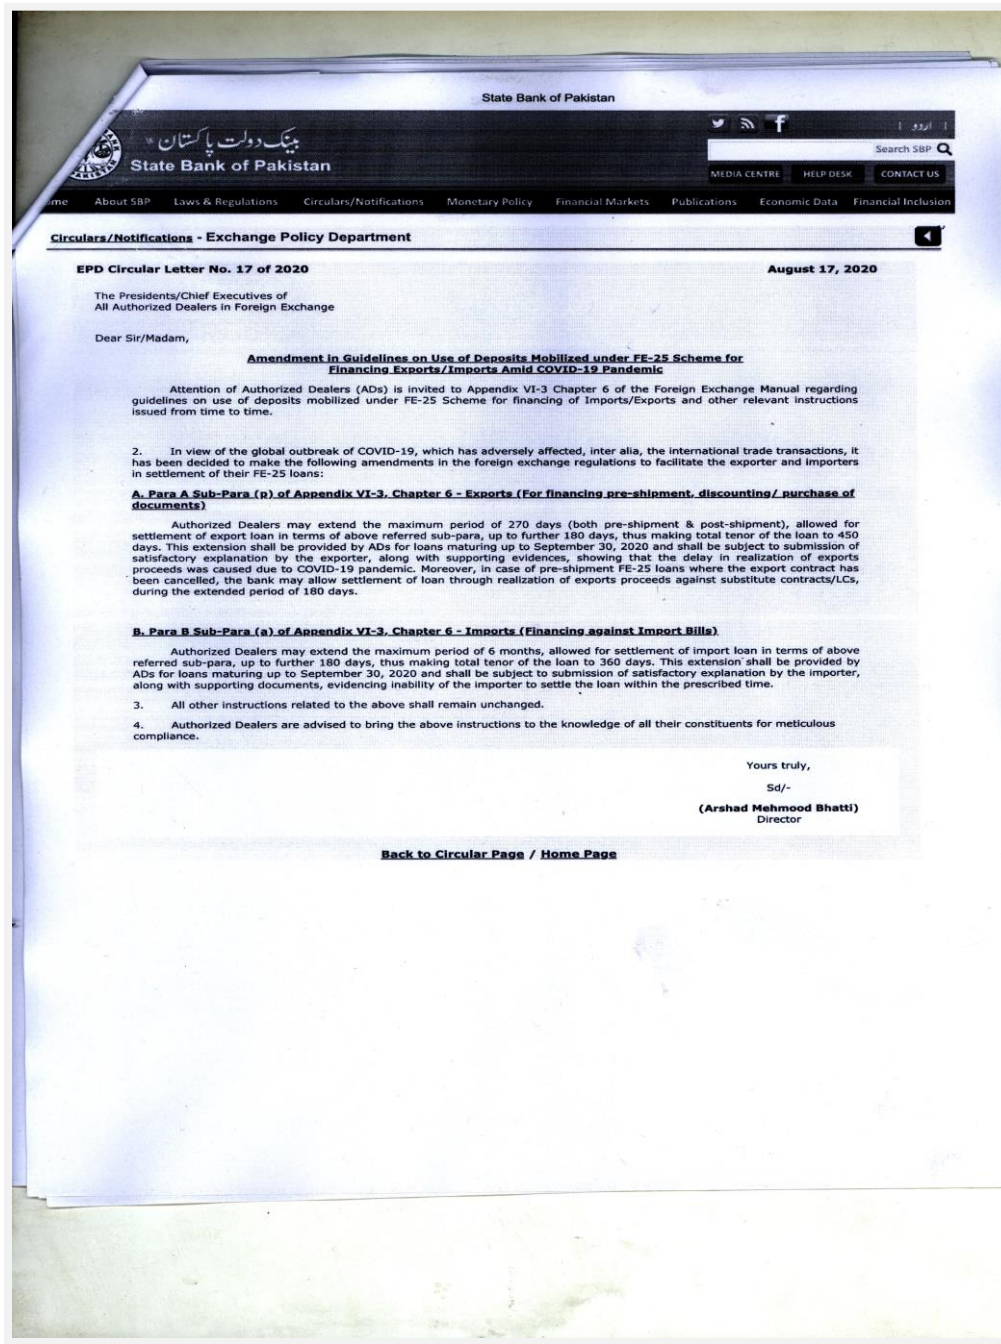 State Bank of Pakistan
بینک دولت پاکستان
State Bank of Pakistan
اردو
Search SBP
MEDIA CENTRE HELP DESK CONTACT US
ome About SBP Laws & Regulations Circulars/Notifications Monetary Policy Financial Markets Publications Economic Data Financial Inclusion
Circulars/Notifications - Exchange Policy Department
EPD Circular Letter No. 17 of 2020 August 17, 2020
The Presidents/Chief Executives of
All Authorized Dealers in Foreign Exchange
Dear Sir/Madam,
Amendment in Guidelines on Use of Deposits Mobilized under FE-25 Scheme for
Financing Exports/Imports Amid COVID-19 Pandemic
Attention of Authorized Dealers (ADs) is invited to Appendix VI-3 Chapter 6 of the Foreign Exchange Manual regarding
guidelines on use of deposits mobilized under FE-25 Scheme for financing of Imports/Exports and other relevant instructions
issued from time to time.
2. In view of the global outbreak of COVID-19, which has adversely affected, inter alia, the international trade transactions, it
has been decided to make the following amendments in the foreign exchange regulations to facilitate the exporter and importers
in settlement of their FE-25 loans:
A. Para A Sub-Para (p) of Appendix VI-3, Chapter 6 - Exports (For financing pre-shipment, discounting/ purchase of
documents)
Authorized Dealers may extend the maximum period of 270 days (both pre-shipment & post-shipment), allowed for
settlement of export loan in terms of above referred sub-para, up to further 180 days, thus making total tenor of the loan to 450
days. This extension shall be provided by ADs for loans maturing up to September 30, 2020 and shall be subject to submission of
satisfactory explanation by the exporter, along with supporting evidences, showing that the delay in realization of exports
proceeds was caused due to COVID-19 pandemic. Moreover, in case of pre-shipment FE-25 loans where the export contract has
been cancelled, the bank may allow settlement of loan through realization of exports proceeds against substitute contracts/LCs,
during the extended period of 180 days.
B. Para B Sub-Para (a) of Appendix VI-3, Chapter 6 - Imports (Financing against Import Bills)
Authorized Dealers may extend the maximum period of 6 months, allowed for settlement of import loan in terms of above
referred sub-para, up to further 180 days, thus making total tenor of the loan to 360 days. This extension shall be provided by
ADs for loans maturing up to September 30, 2020 and shall be subject to submission of satisfactory explanation by the importer,
along with supporting documents, evidencing inability of the importer to settle the loan within the prescribed time.
3. All other instructions related to the above shall remain unchanged.
4. Authorized Dealers are advised to bring the above instructions to the knowledge of all their constituents for meticulous
compliance.
Yours truly,
Sd/-
(Arshad Mehmood Bhatti)
Director
Back to Circular Page / Home Page